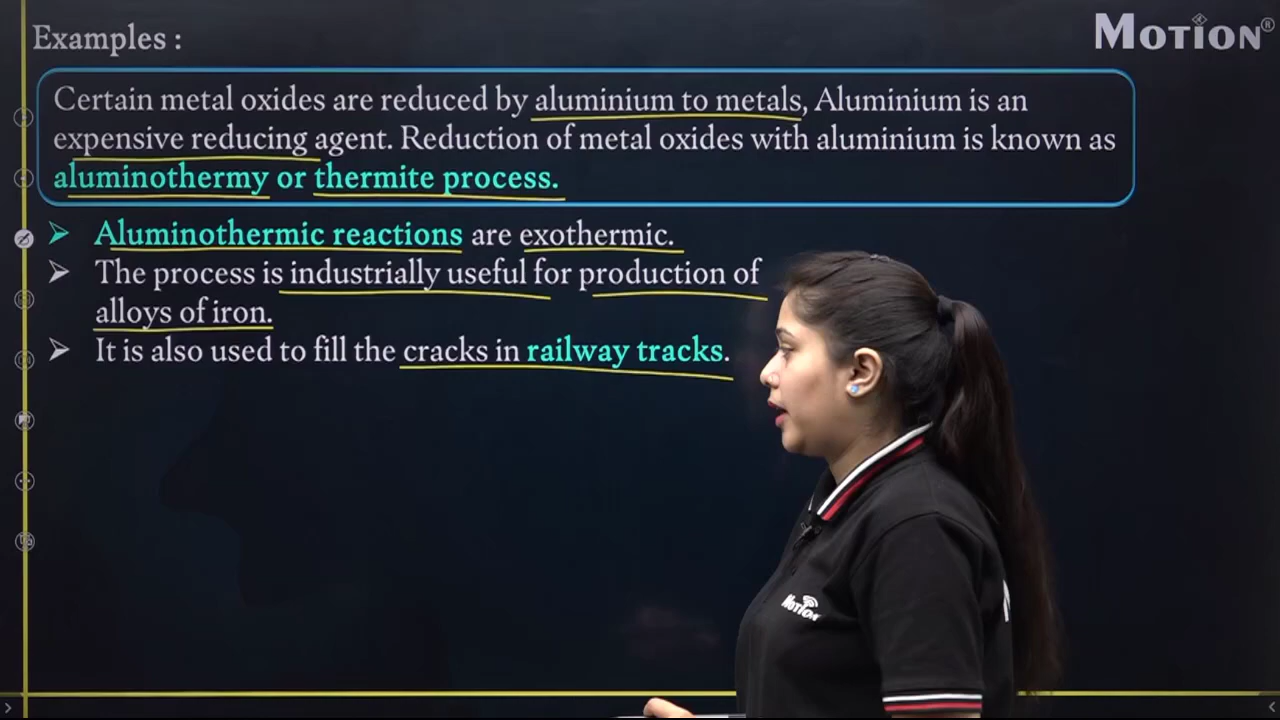 Examples :
MOTION®
Certain metal oxides are reduced by aluminium to metals, Aluminium is an
expensive reducing agent. Reduction of metal oxides with aluminium is known as
aluminothermy or thermite process.
➢ Aluminothermic reactions are exothermic.
➢ The process is industrially useful for production of
alloys of iron.
➢ It is also used to fill the cracks in railway tracks.
MOTION